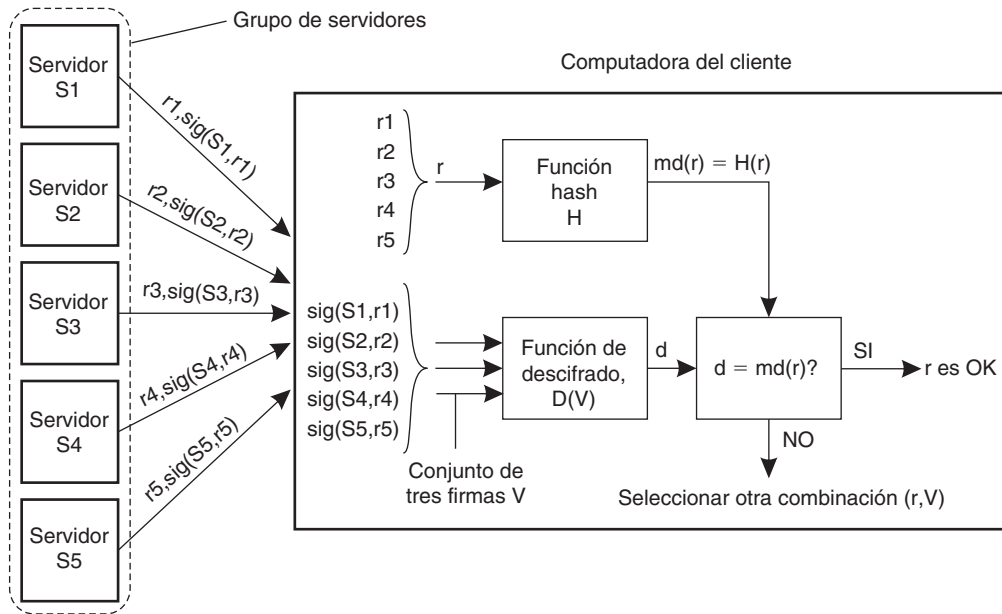 Grupo de servidores
Servidor
S1
Servidor
S2
Servidor
S3
Servidor
S4
Servidor
S5
r1,sig(S1,r1)
r2,sig(S2,r2)
r3,sig(S3,r3)
r4,sig(S4,r4)
r5,sig(S5,r5)
Computadora del cliente
r1
r2
r3
r4
r5
r
Función
hash
H
md(r) = H(r)
sig(S1,r1)
sig(S2,r2)
sig(S3,r3)
sig(S4,r4)
sig(S5,r5)
Conjunto de
tres firmas V
Función de
descifrado,
D(V)
d
d = md(r)?
SI
r es OK
NO
Seleccionar otra combinación (r,V)